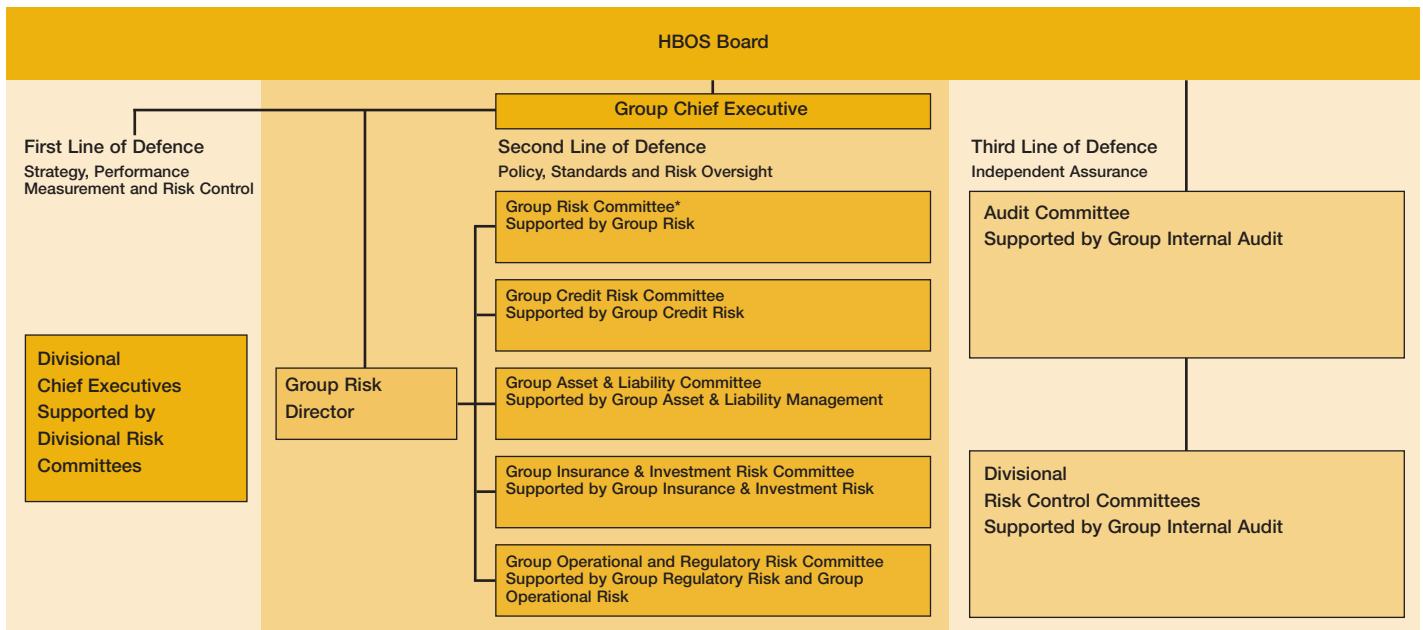 HBOS Board
Group Chief Executive
First Line of Defence
Strategy, Performance
Measurement and Risk Control
Divisional
Chief Executives
Supported by
Divisional Risk
Committees
Group Risk
Director
Second Line of Defence
Policy, Standards and Risk Oversight
Group Risk Committee*
Supported by Group Risk
Group Credit Risk Committee
Supported by Group Credit Risk
Group Asset & Liability Committee
Supported by Group Asset & Liability Management
Group Insurance & Investment Risk Committee
Supported by Group Insurance & Investment Risk
Group Operational and Regulatory Risk Committee
Supported by Group Regulatory Risk and Group
Operational Risk
Third Line of Defence
Independent Assurance
Audit Committee
Supported by Group Internal Audit
Divisional
Risk Control Committees
Supported by Group Internal Audit